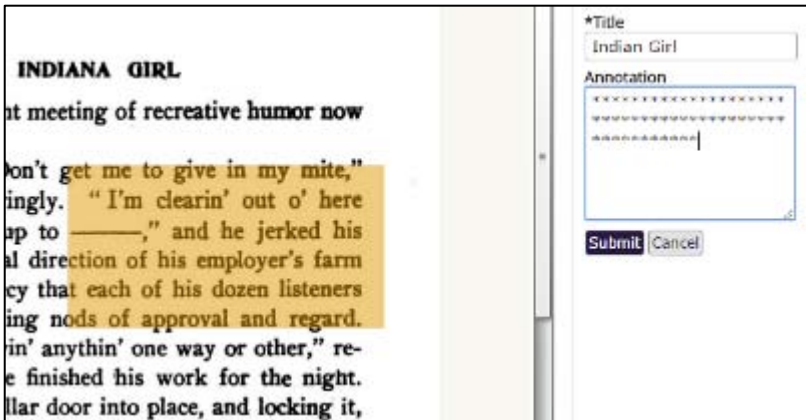 INDIANA GIRL
nt meeting of recreative humor now
on't get me to give in my mite,”
ingly. “ I'm clearin' out o' here
up to ———,” and he jerked his
al direction of his employer's farm
cy that each of his dozen listeners
ing nods of approval and regard.
in' anythin' one way or other,” re-
e finished his work for the night.
llar door into place, and locking it,
*Title
Indian Girl
Annotation
*******************
*******************
***********
Submit Cancel